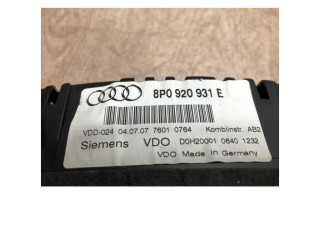 8P0 920 931 E
VDD-024 04.07.07 7601 0764 Kombiinstr. AB2
Siemens VDO D0H20001 0640 1232
VDO Made in Germany